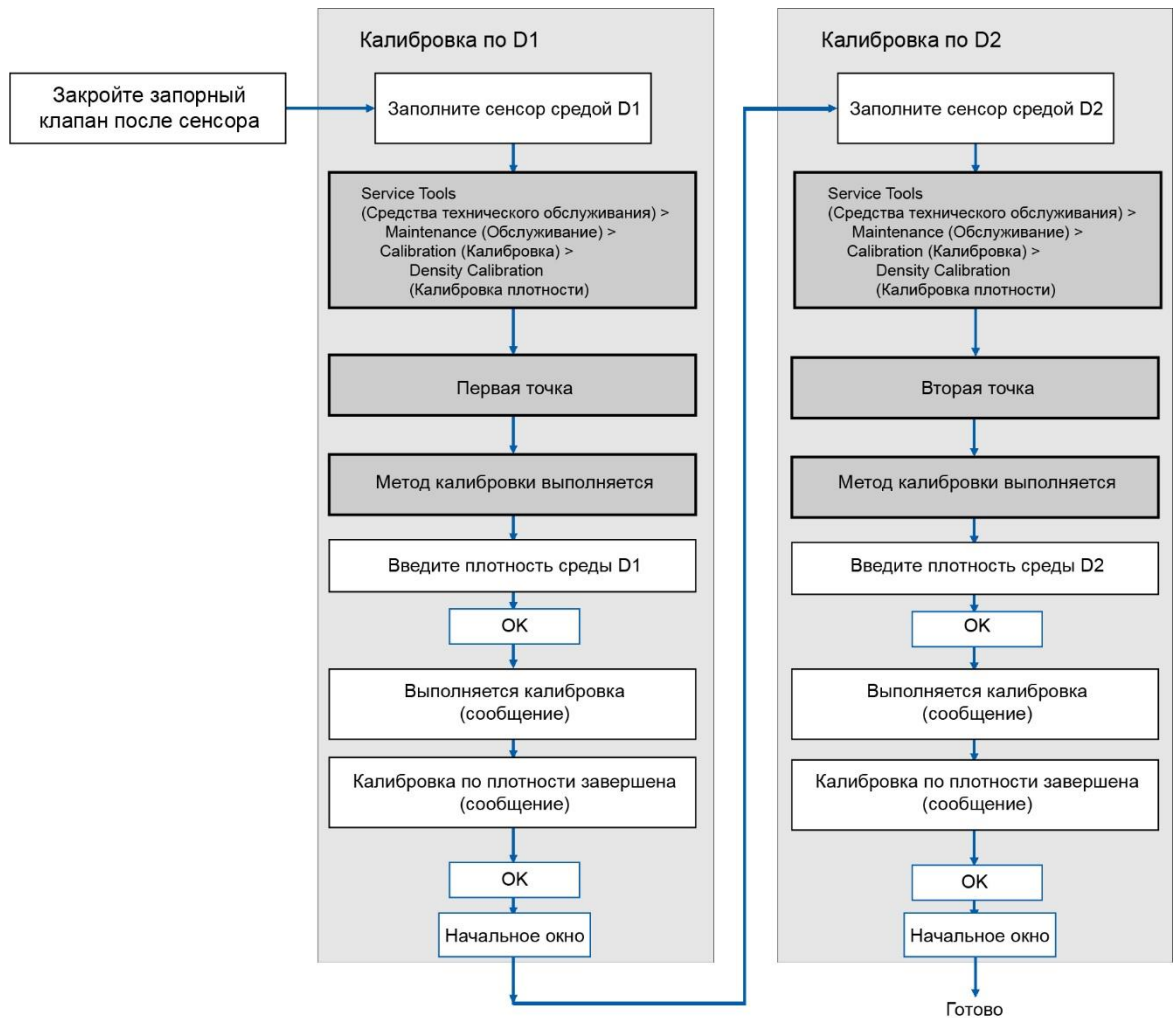 Закройте запорный
клапан после сенсора
Калибровка по D1
Заполните сенсор средой D1
Service Tools
(Средства технического обслуживания) >
Maintenance (Обслуживание) >
Calibration (Калибровка) >
Density Calibration
(Калибровка плотности)
Первая точка
Метод калибровки выполняется
Введите плотность среды D1
OK
Выполняется калибровка
(сообщение)
Калибровка по плотности завершена
(сообщение)
OK
Начальное окно
Калибровка по D2
Заполните сенсор средой D2
Service Tools
(Средства технического обслуживания) >
Maintenance (Обслуживание) >
Calibration (Калибровка) >
Density Calibration
(Калибровка плотности)
Вторая точка
Метод калибровки выполняется
Введите плотность среды D2
OK
Выполняется калибровка
(сообщение)
Калибровка по плотности завершена
(сообщение)
OK
Начальное окно
Готово